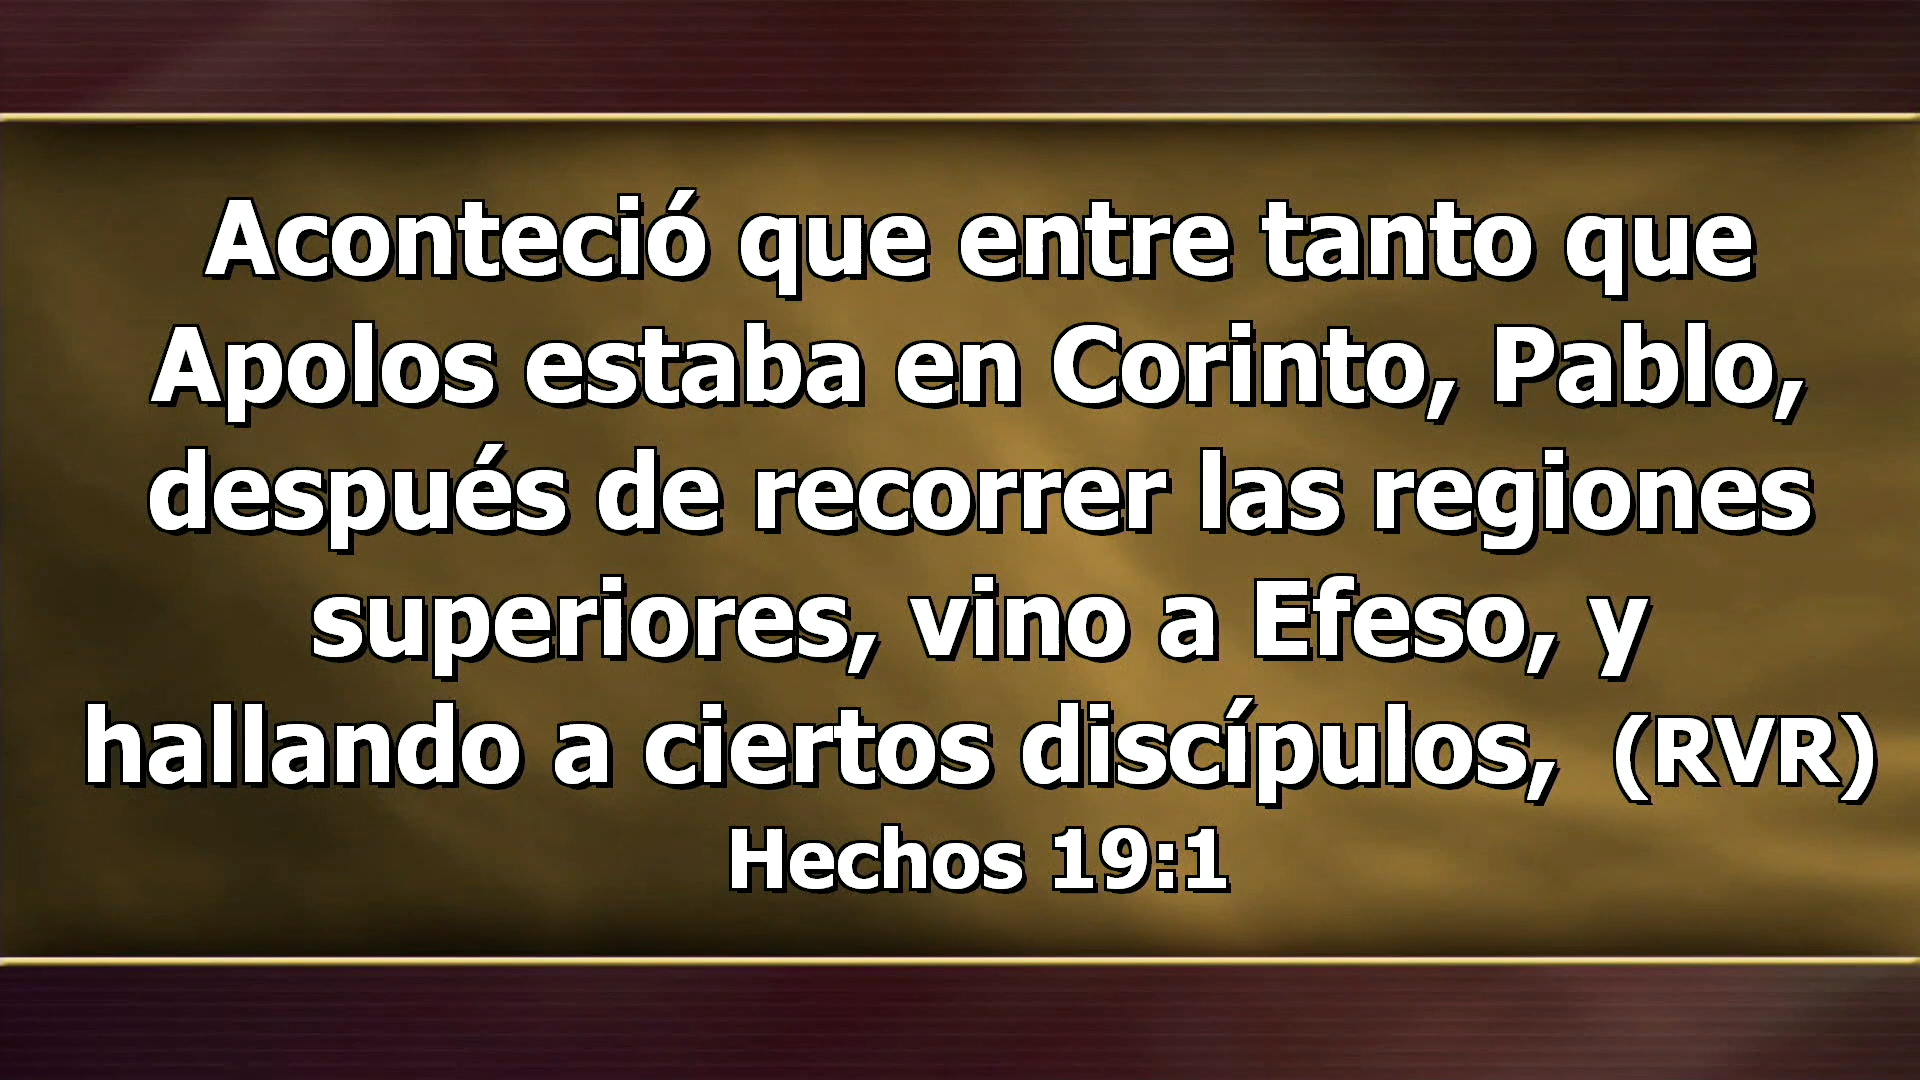 Aconteció que entre tanto que
Apolos estaba en Corinto, Pablo,
después de recorrer las regiones
superiores, vino a Efeso, y
hallando a ciertos discípulos, (RVR)
Hechos 19:1